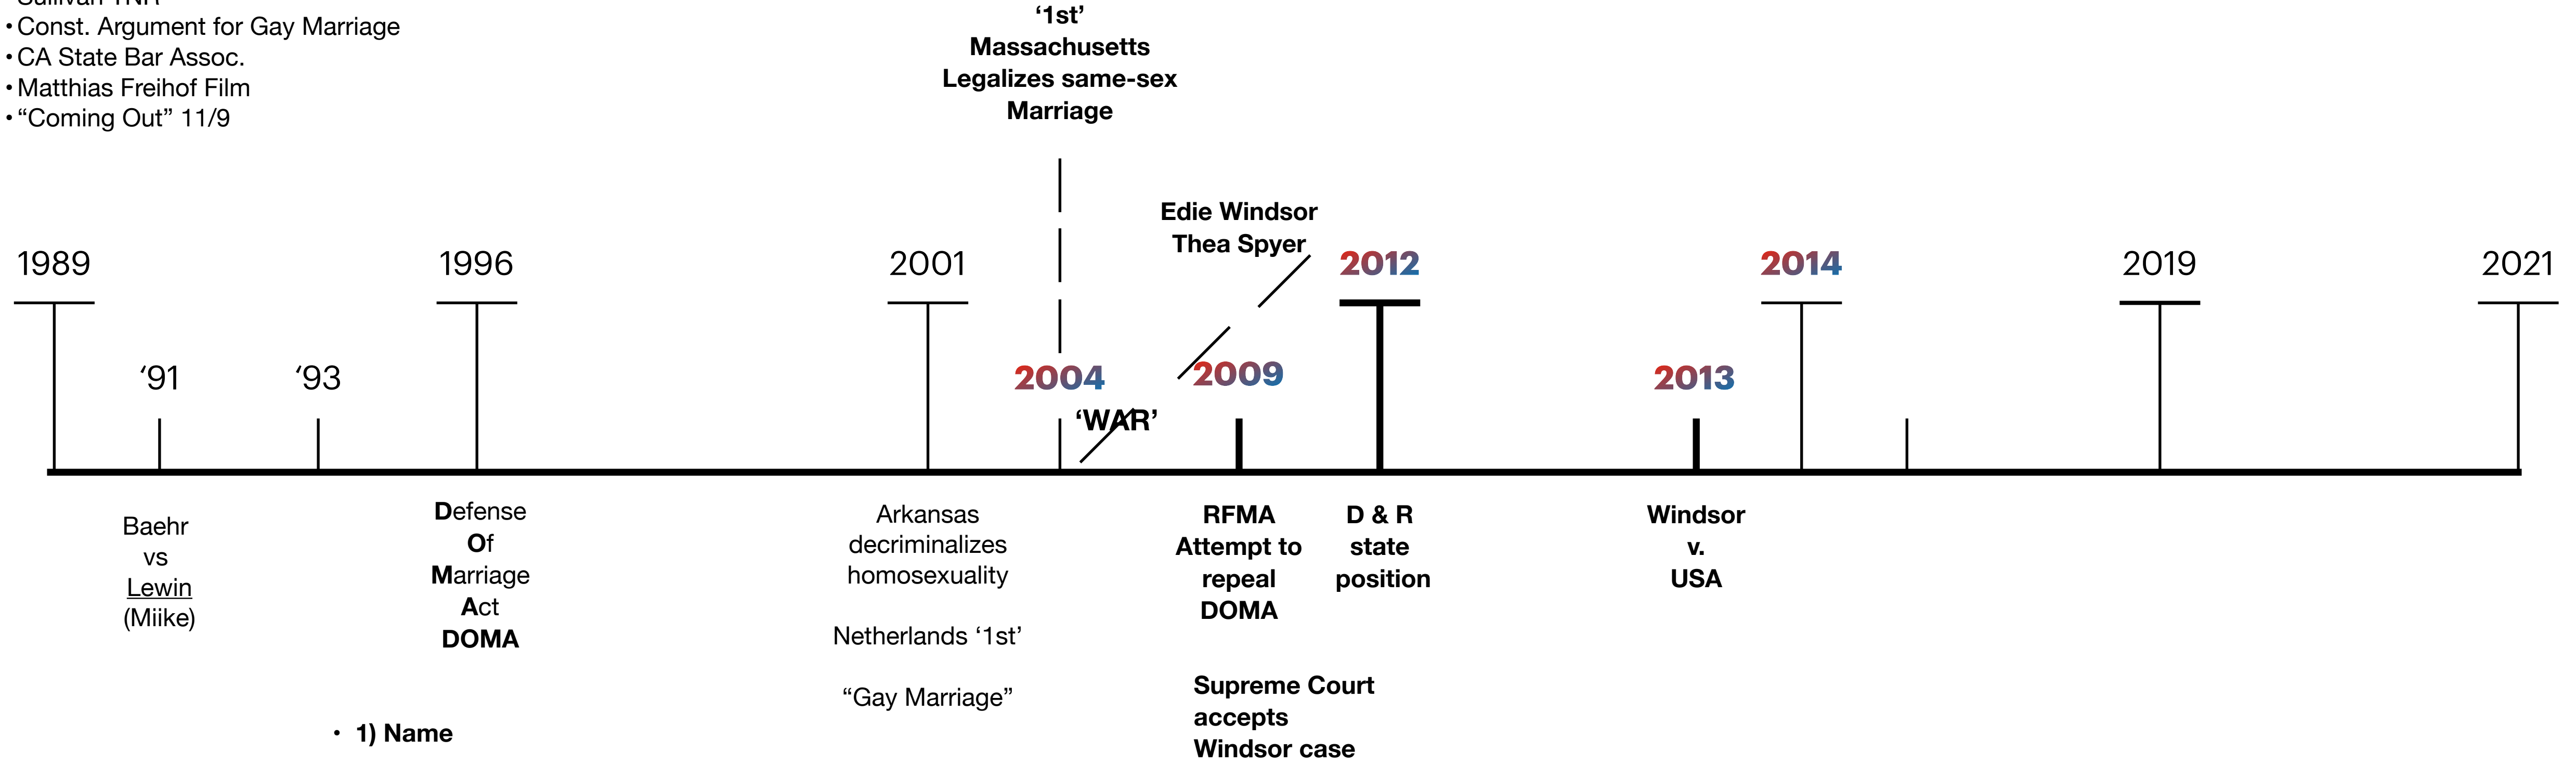 Sullivan TNR
• Const. Argument for Gay Marriage
• CA State Bar Assoc.
• Matthias Freihof Film
• “Coming Out” 11/9
‘1st’
Massachusetts
Legalizes same-sex
Marriage
Edie Windsor
Thea Spyer
1989
1996
2001
2012
2014
2019
2021
‘91
‘93
2004
2009
2013
‘WAR’
Baehr
vs
Lewin
(Miike)
Defense
Of
Marriage
Act
DOMA
Arkansas
decriminalizes
homosexuality
Netherlands ‘1st’
“Gay Marriage”
RFMA
Attempt to
repeal
DOMA
D & R
state
position
Windsor
v.
USA
Supreme Court
accepts
Windsor case
• 1) Name